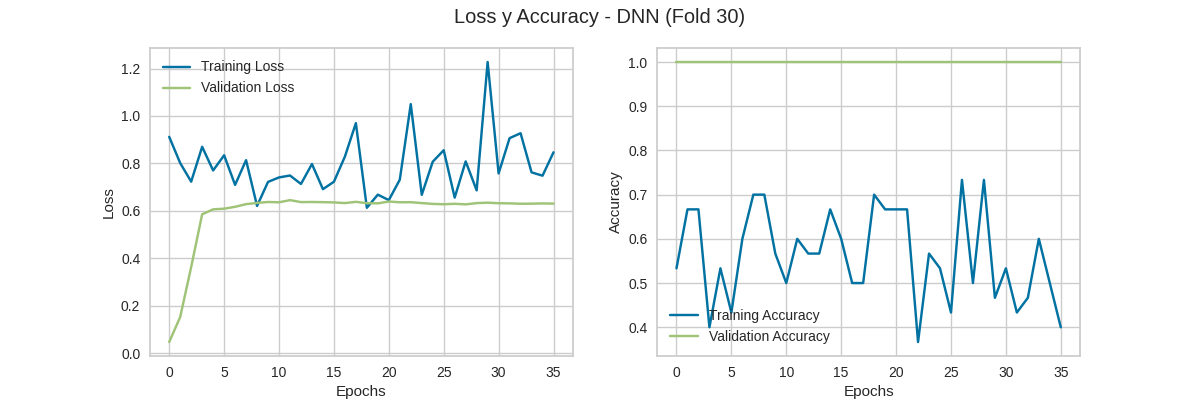 Loss y Accuracy - DNN (Fold 30)
Training Loss
Validation Loss
1.2
1.0
0.8
0.6
0.4
0.2
0.0
Loss
0 5 10 15 20 25 30 35
Epochs
1.0
0.9
0.8
0.7
0.6
0.5
0.4
Accuracy
Training Accuracy
Validation Accuracy
0 5 10 15 20 25 30 35
Epochs